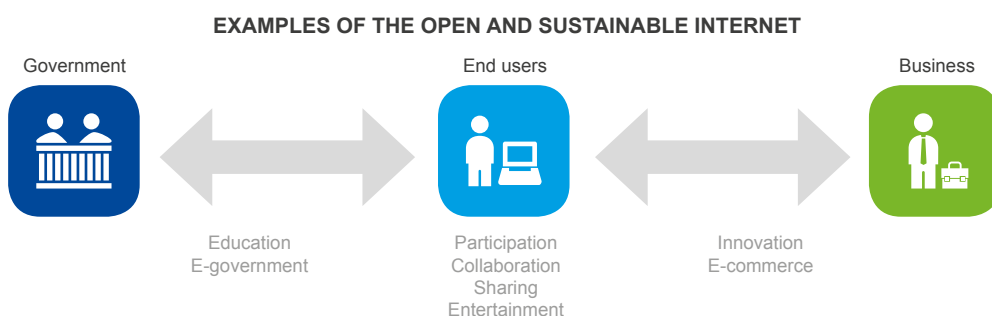 EXAMPLES OF THE OPEN AND SUSTAINABLE INTERNET
Government
End users
Business
Education
E-government
Participation
Collaboration
Sharing
Entertainment
Innovation
E-commerce